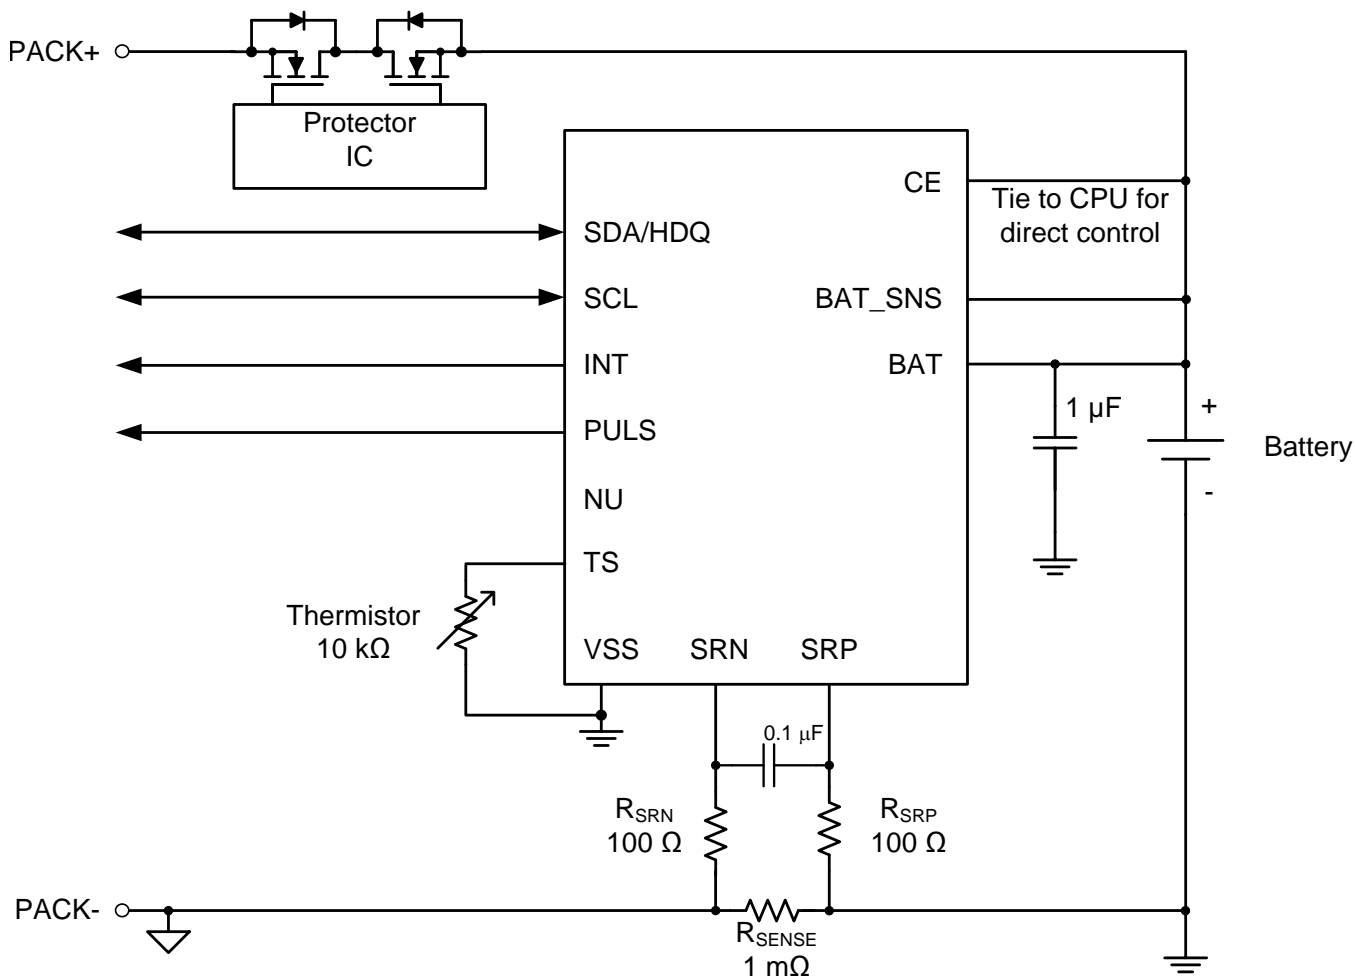 PACK+
Protector
IC
CE
Tie to CPU for
direct control
SDA/HDQ
SCL
BAT_SNS
INT
BAT
1 µF
+
PULS
Battery
-
NU
TS
Thermistor
10 kΩ
VSS
SRN
SRP
0.1 µF
RSRN
100 Ω
RSRP
100 Ω
PACK-
RSENSE
1 mΩ